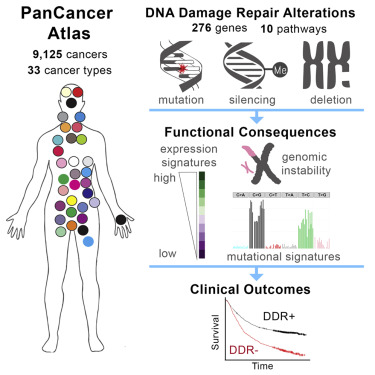 PanCancer
Atlas
9,125 cancers
33 cancer types
DNA Damage Repair Alterations
276 genes 10 pathways
Me
mutation silencing deletion
Functional Consequences
expression
signatures
high
low
genomic
instability
C>A C>G C>T T>A T>C T>G
mutational signatures
Clinical Outcomes
Survival
DDR+
DDR-
Time